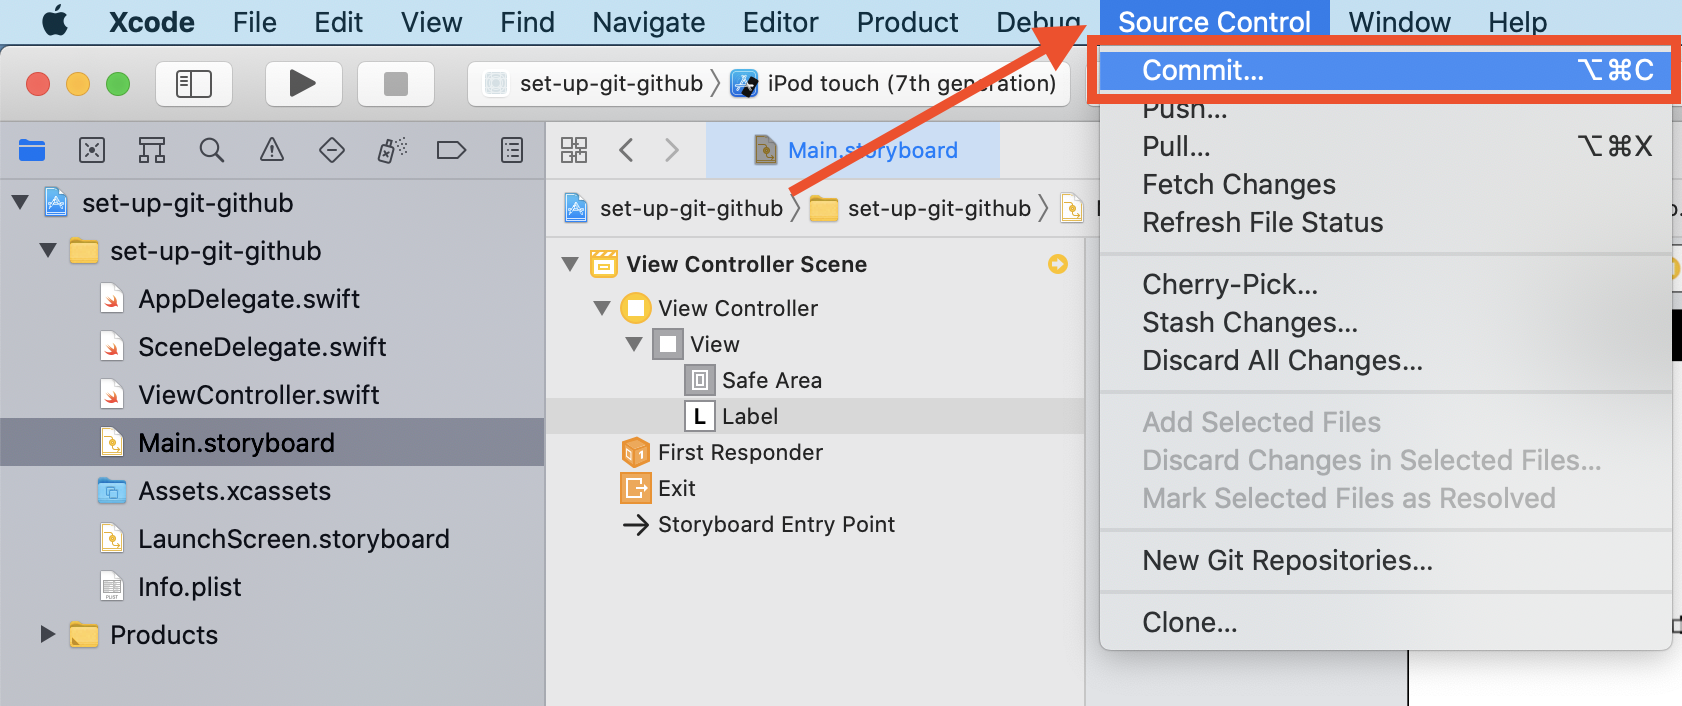 Xcode File Edit View Find Navigate Editor Product Debug Source Control Window Help
set-up-git-github iPod touch (7th generation)
Commit... ⌥⌘C
Push...
Pull... ⌥⌘X
Fetch Changes
Refresh File Status
Cherry-Pick...
Stash Changes...
Discard All Changes...
Add Selected Files
Discard Changes in Selected Files...
Mark Selected Files as Resolved
New Git Repositories...
Clone...
Main.storyboard
set-up-git-github set-up-git-github
set-up-git-github
set-up-git-github
AppDelegate.swift
SceneDelegate.swift
ViewController.swift
Main.storyboard
Assets.xcassets
LaunchScreen.storyboard
Info.plist
Products
View Controller Scene
View Controller
View
Safe Area
L Label
First Responder
Exit
Storyboard Entry Point